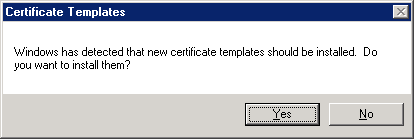 Certificate Templates
Windows has detected that new certificate templates should be installed. Do
you want to install them?
Yes
No